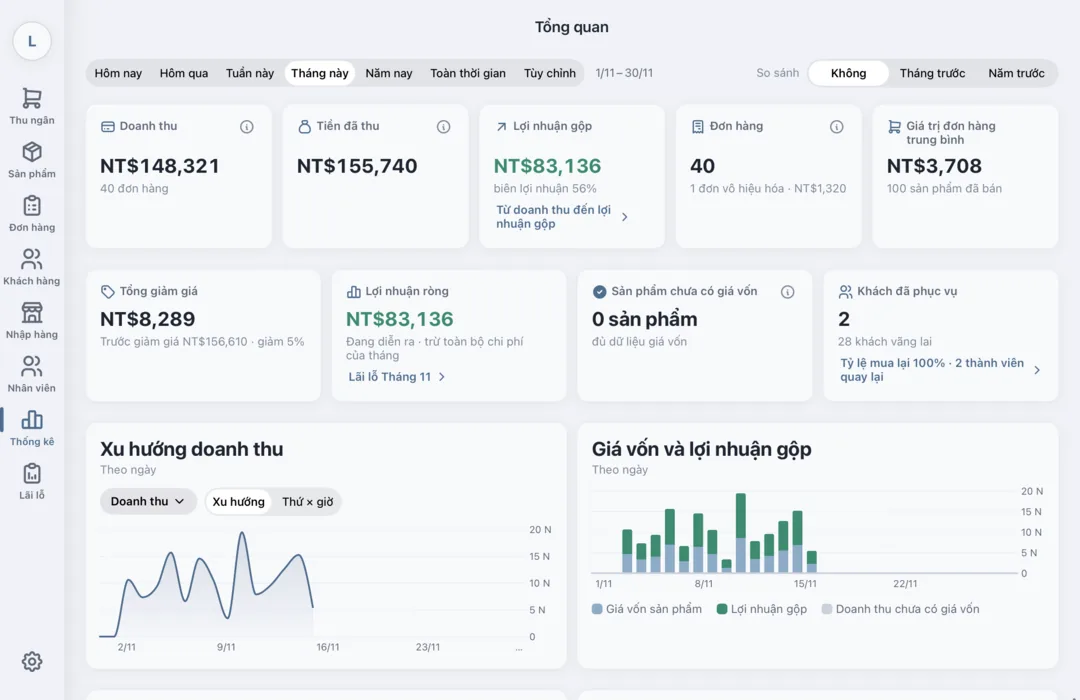 Tổng quan
L
Thu ngân
Sản phẩm
Đơn hàng
Khách hàng
Nhập hàng
Nhân viên
Thống kê
Lãi lỗ
Hôm nay Hôm qua Tuần này Tháng này Năm nay Toàn thời gian Tùy chỉnh 1/11 – 30/11 So sánh Không Tháng trước Năm trước
Doanh thu
NT$148,321
40 đơn hàng
Tiền đã thu
NT$155,740
Lợi nhuận gộp
NT$83,136
biên lợi nhuận 56%
Từ doanh thu đến lợi
nhuận gộp
Đơn hàng
40
1 đơn vô hiệu hóa · NT$1,320
Giá trị đơn hàng
trung bình
NT$3,708
100 sản phẩm đã bán
Tổng giảm giá
NT$8,289
Trước giảm giá NT$156,610 · giảm 5%
Lợi nhuận ròng
NT$83,136
Đang diễn ra · trừ toàn bộ chi phí
của tháng
Lãi lỗ Tháng 11
Sản phẩm chưa có giá vốn
0 sản phẩm
đủ dữ liệu giá vốn
Khách đã phục vụ
2
28 khách vãng lai
Tỷ lệ mua lại 100% · 2 thành viên
quay lại
Xu hướng doanh thu
Theo ngày
Doanh thu Xu hướng Thứ × giờ
20 N
15 N
10 N
5 N
0
2/11 9/11 16/11 23/11 ...
Giá vốn và lợi nhuận gộp
Theo ngày
20 N
15 N
10 N
5 N
0
1/11 8/11 15/11 22/11
Giá vốn sản phẩm Lợi nhuận gộp Doanh thu chưa có giá vốn